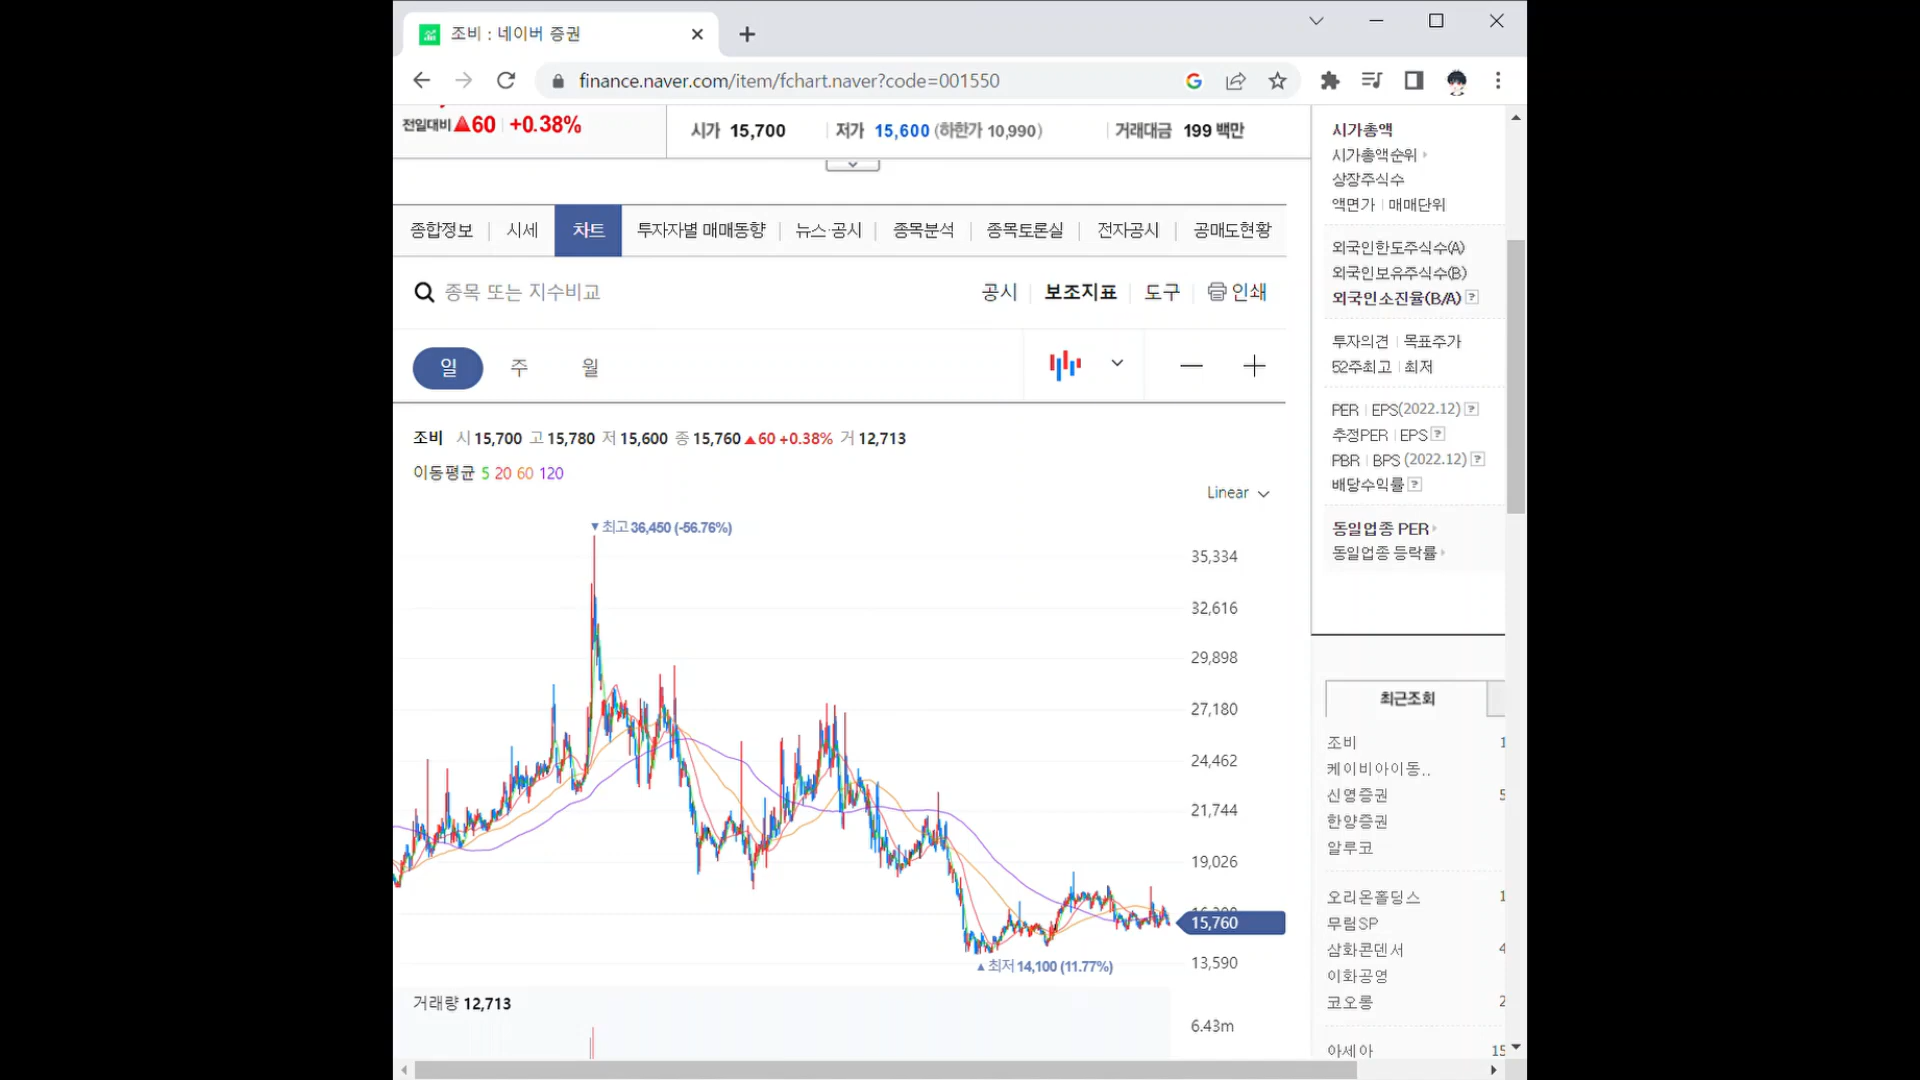 조비 : 네이버 증권
finance.naver.com/item/fchart.naver?code=001550
전일대비 ▲60 +0.38%
시가 15,700 저가 15,600 (하한가 10,990) 거래대금 199 백만
종합정보 시세 차트 투자자별 매매동향 뉴스·공시 종목분석 종목토론실 전자공시 공매도현황
종목 또는 지수비교 공시 보조지표 도구 인쇄
일 주 월
조비 시 15,700 고 15,780 저 15,600 종 15,760 ▲60 +0.38% 거 12,713
이동평균 5 20 60 120
Linear
▼최고 36,450 (-56.76%)
35,334
32,616
29,898
27,180
24,462
21,744
19,026
15,760
▲최저 14,100 (11.77%)
13,590
거래량 12,713
6.43m
시가총액
시가총액순위
상장주식수
액면가 매매단위
외국인한도주식수(A)
외국인보유주식수(B)
외국인소진율(B/A) ?
투자의견 목표주가
52주최고 최저
PER EPS(2022.12) ?
추정PER EPS ?
PBR BPS (2022.12) ?
배당수익률 ?
동일업종 PER
동일업종 등락률
최근조회
조비 1
케이비아이동..
신영증권 5
한양증권
알루코
오리온홀딩스 1
무림SP
삼화콘덴서 4
이화공영
코오롱 2
아세아 15